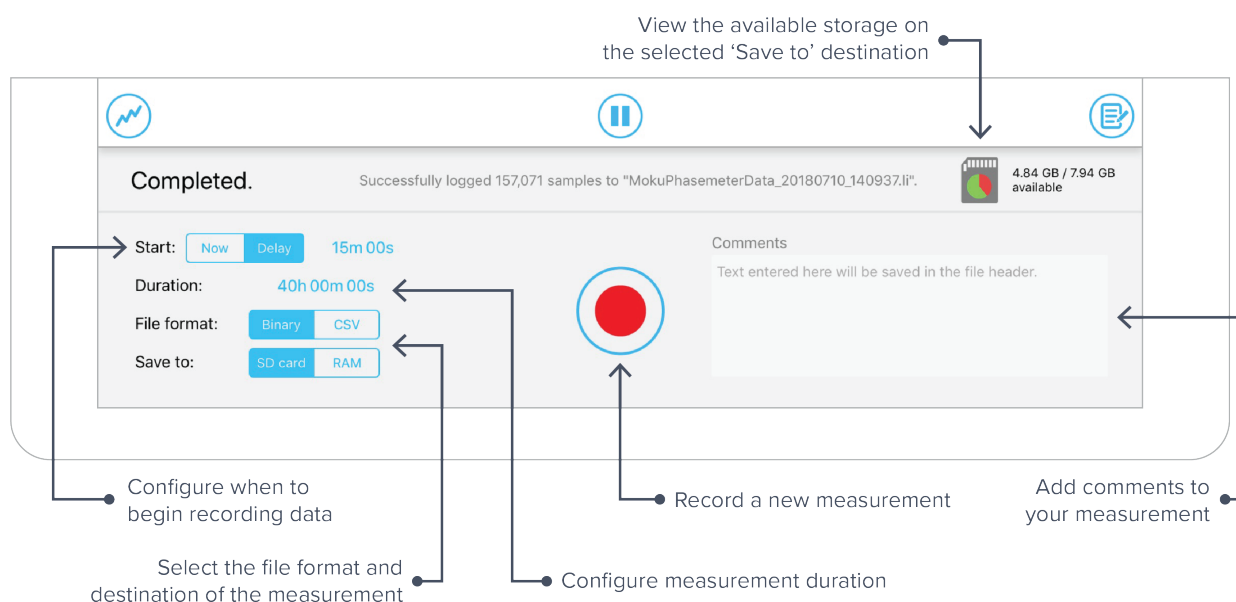 View the available storage on
the selected ‘Save to’ destination
Completed.
Successfully logged 157,071 samples to "MokuPhasemeterData_20180710_140937.li".
4.84 GB / 7.94 GB
available
Start: Now Delay 15m 00s
Duration: 40h 00m 00s
File format: Binary CSV
Save to: SD card RAM
Comments
Text entered here will be saved in the file header.
Configure when to
begin recording data
Record a new measurement
Add comments to
your measurement
Select the file format and
destination of the measurement
Configure measurement duration